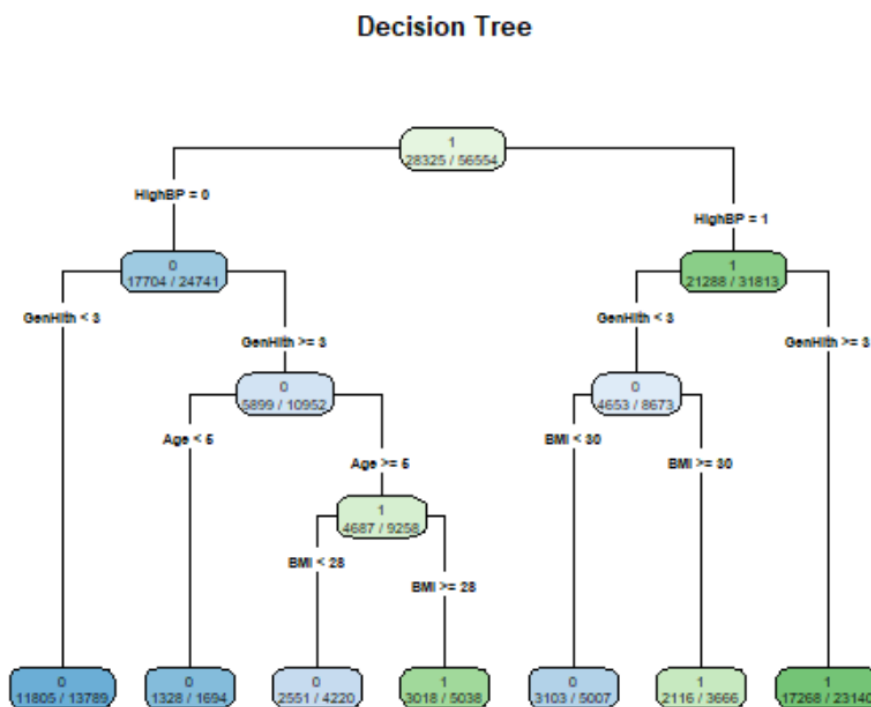 Decision Tree
1
28325 / 56554
HighBP = 0
HighBP = 1
0
17704 / 24741
1
21288 / 31813
GenHlth < 3
GenHlth >= 3
GenHlth < 3
GenHlth >= 3
0
5899 / 10952
0
4653 / 8673
Age < 5
Age >= 5
BMI < 30
BMI >= 30
1
4687 / 9258
BMI < 28
BMI >= 28
0
11805 / 13789
0
1328 / 1694
0
2551 / 4220
1
3018 / 5038
0
3103 / 5007
1
2116 / 3666
1
17268 / 23140